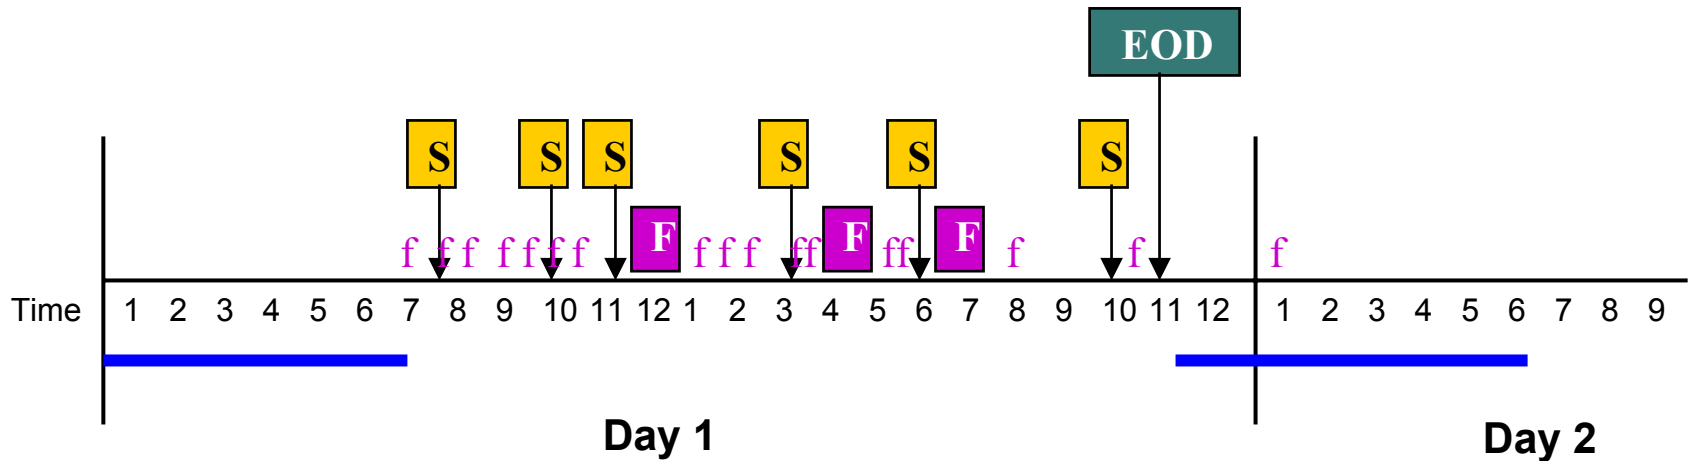 EOD
S S S S S S
F F F
f f f f f f f f f f ff ff f f f
Time 1 2 3 4 5 6 7 8 9 10 11 12 1 2 3 4 5 6 7 8 9 10 11 12 1 2 3 4 5 6 7 8 9
Day 1 Day 2